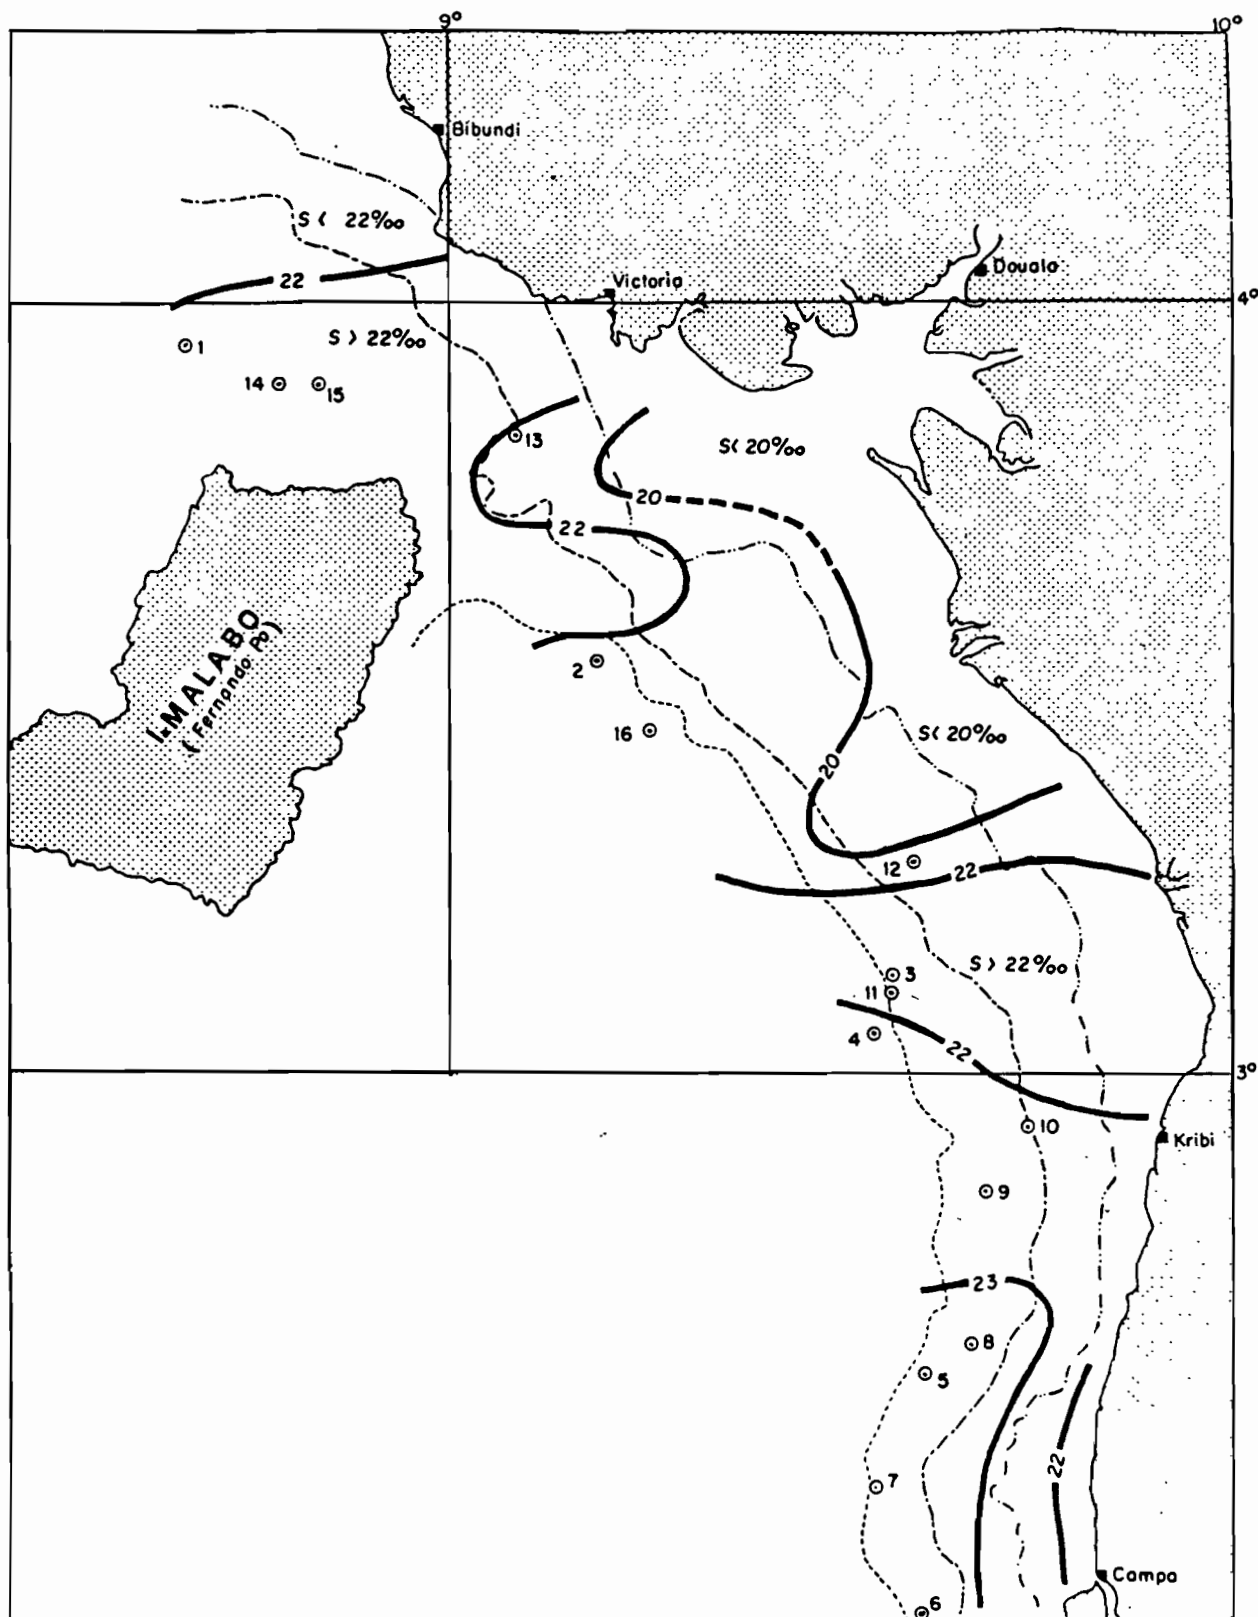 9°
10°
Bibundi
S < 22‰
22
Victoria
Douala
4°
S > 22‰
1
14
15
13
S< 20‰
20
22
I. MALABO
( Fernando Po)
2
16
S< 20‰
20
12
22
S > 22‰
3
11
4
22
3°
10
Kribi
9
23
8
5
22
7
Campa
6